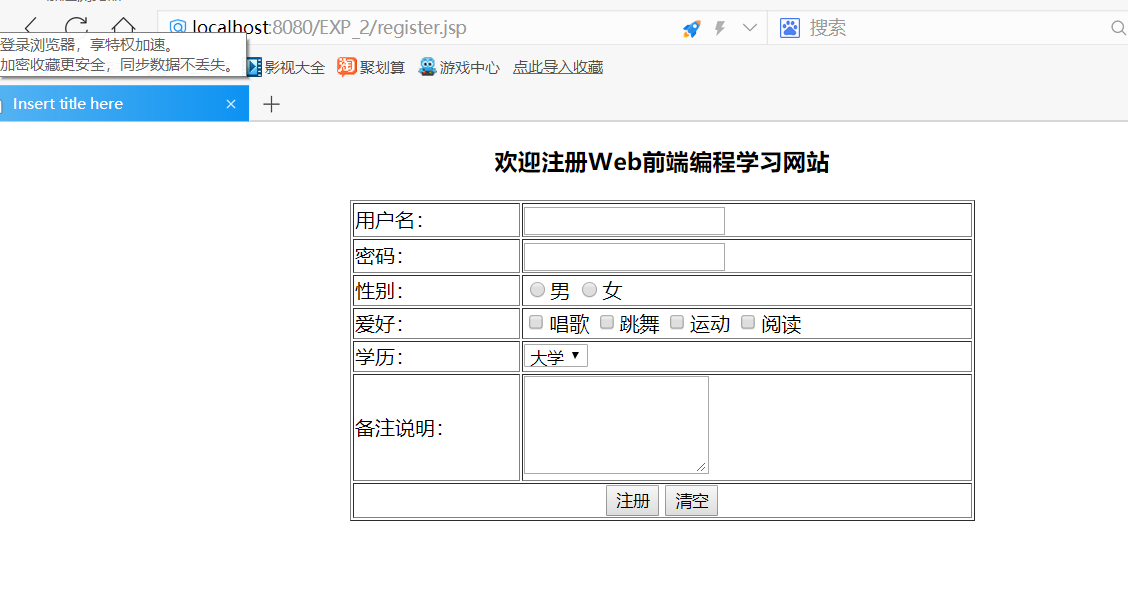 localhost:8080/EXP_2/register.jsp 搜索
登录浏览器，享特权加速。
加密收藏更安全，同步数据不丢失。
影视大全 淘 聚划算 游戏中心 点此导入收藏
Insert title here
欢迎注册Web前端编程学习网站
用户名：
密码：
性别： 男 女
爱好： 唱歌 跳舞 运动 阅读
学历： 大学
备注说明：
注册 清空